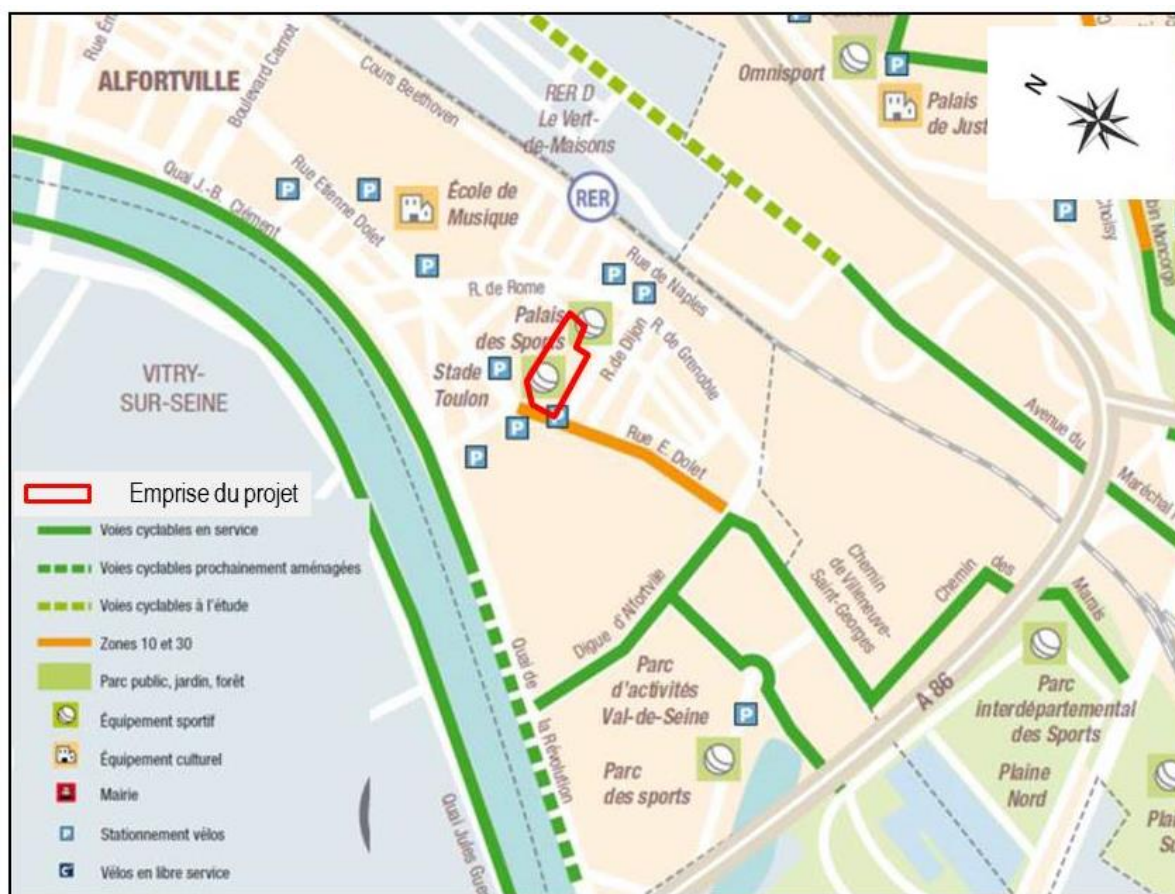 ALFORTVILLE
Boulevard Carnot
Cours Beethoven
RER D
Le Vert-
de-Maisons
RER
Omnisport
P
Palais
de Just
N
Quai J.-B. Clément
Rue Etienne Dolet
P
P
École de
Musique
P
R. de Rome
Rue de Naples
P
P
Palais
des Sports
R. de Dijon
R. de Grenoble
Stade
Toulon
P
P
P
P
Rue E. Dolet
VITRY-
SUR-SEINE
Avenue du
Maréchal
Choisy
P
Emprise du projet
Voies cyclables en service
Voies cyclables prochainement aménagées
Voies cyclables à l'étude
Zones 10 et 30
Parc public, jardin, forêt
Équipement sportif
Équipement culturel
Mairie
P
Stationnement vélos
Vélos en libre service
Digue d'Alfortville
Chemin
de Villeneuve-
Saint-Georges
Chemin
des
Marais
A 86
Quai de
la Révolution
Quai Jules Gue
Parc
d'activités
Val-de-Seine
P
Parc
des sports
Parc
interdépartemental
des Sports
Plaine
Nord
Pla